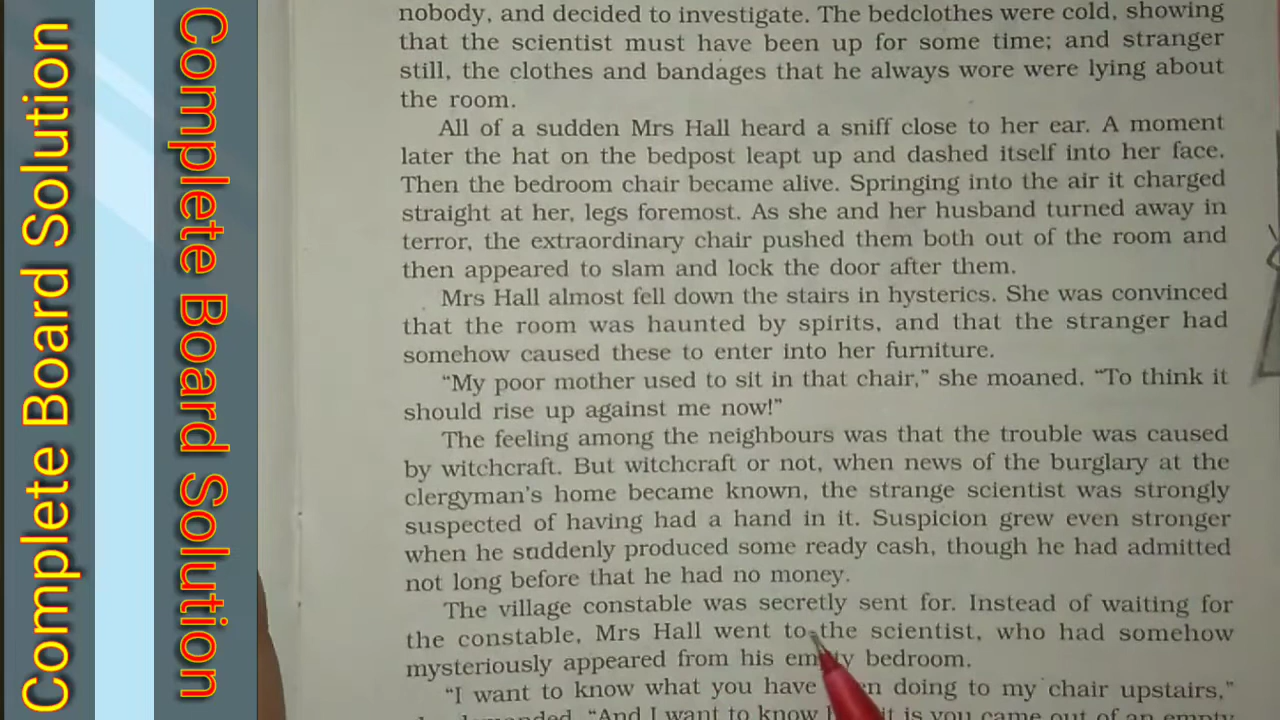 Complete Board Solution
Complete Board Solution
nobody, and decided to investigate. The bedclothes were cold, showing
that the scientist must have been up for some time; and stranger
still, the clothes and bandages that he always wore were lying about
the room.
All of a sudden Mrs Hall heard a sniff close to her ear. A moment
later the hat on the bedpost leapt up and dashed itself into her face.
Then the bedroom chair became alive. Springing into the air it charged
straight at her, legs foremost. As she and her husband turned away in
terror, the extraordinary chair pushed them both out of the room and
then appeared to slam and lock the door after them.
Mrs Hall almost fell down the stairs in hysterics. She was convinced
that the room was haunted by spirits, and that the stranger had
somehow caused these to enter into her furniture.
“My poor mother used to sit in that chair,” she moaned. “To think it
should rise up against me now!”
The feeling among the neighbours was that the trouble was caused
by witchcraft. But witchcraft or not, when news of the burglary at the
clergyman's home became known, the strange scientist was strongly
suspected of having had a hand in it. Suspicion grew even stronger
when he suddenly produced some ready cash, though he had admitted
not long before that he had no money.
The village constable was secretly sent for. Instead of waiting for
the constable, Mrs Hall went to the scientist, who had somehow
mysteriously appeared from his empty bedroom.
“I want to know what you have doing to my chair upstairs,”
“And I want to know it is you came out of an empty